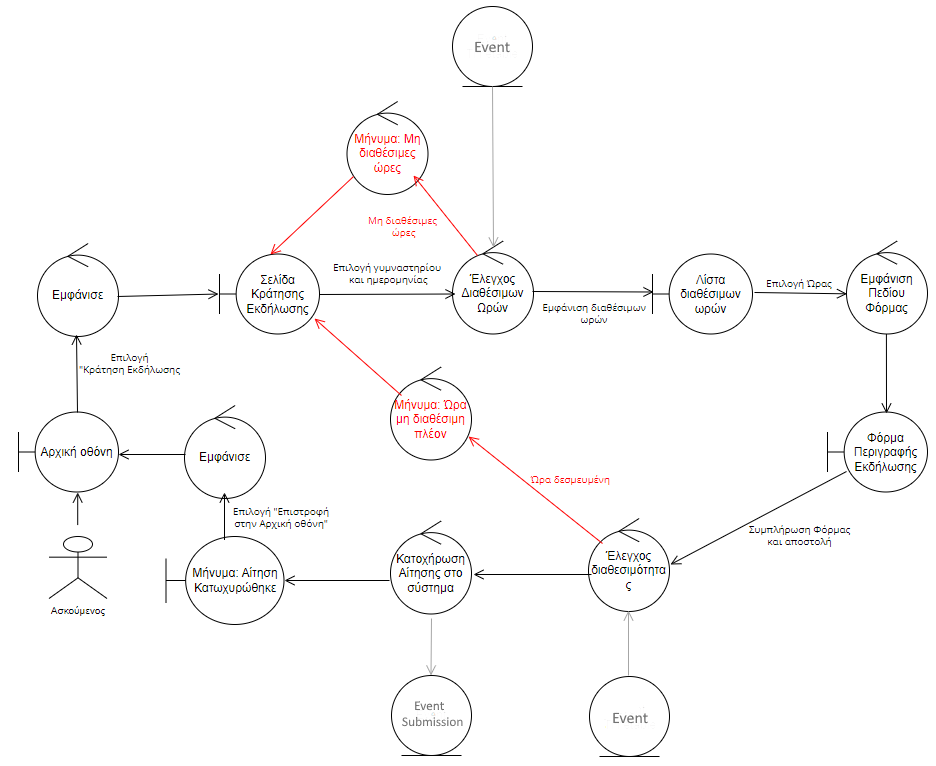 Event
Μήνυμα: Μη
διαθέσιμες
ώρες
Μη διαθέσιμες
ώρες
Εμφάνισε
Σελίδα
Κράτησης
Εκδήλωσης
Επιλογή γυμναστηρίου
και ημερομηνίας
Έλεγχος
Διαθέσιμων
Ωρών
Εμφάνιση διαθέσιμων
ωρών
Λίστα
διαθέσιμων
ωρών
Επιλογή Ώρας
Εμφάνιση
Πεδίου
Φόρμας
Επιλογή
"Κράτηση Εκδήλωσης
Μήνυμα: Ώρα
μη διαθέσιμη
πλέον
Αρχική οθόνη
Εμφάνισε
Φόρμα
Περιγραφής
Εκδήλωσης
Ώρα δεσμευμένη
Επιλογή "Επιστροφή
στην Αρχική οθόνη"
Συμπλήρωση Φόρμας
και αποστολή
Ασκούμενος
Μήνυμα: Αίτηση
Κατωχυρώθηκε
Κατοχήρωση
Αίτησης στο
σύστημα
Έλεγχος
διαθεσιμότητα
ς
Event
Submission
Event